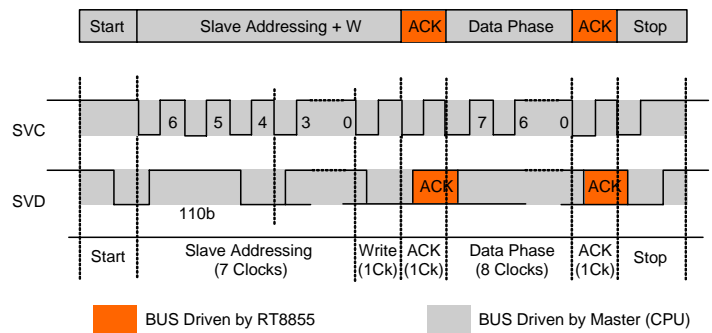 Start Slave Addressing + W ACK Data Phase ACK Stop
SVC 6 5 4 3 0 7 6 0
SVD ACK ACK
110b
Start Slave Addressing (7 Clocks) Write (1Ck) ACK (1Ck) Data Phase (8 Clocks) ACK (1Ck) Stop
BUS Driven by RT8855 BUS Driven by Master (CPU)